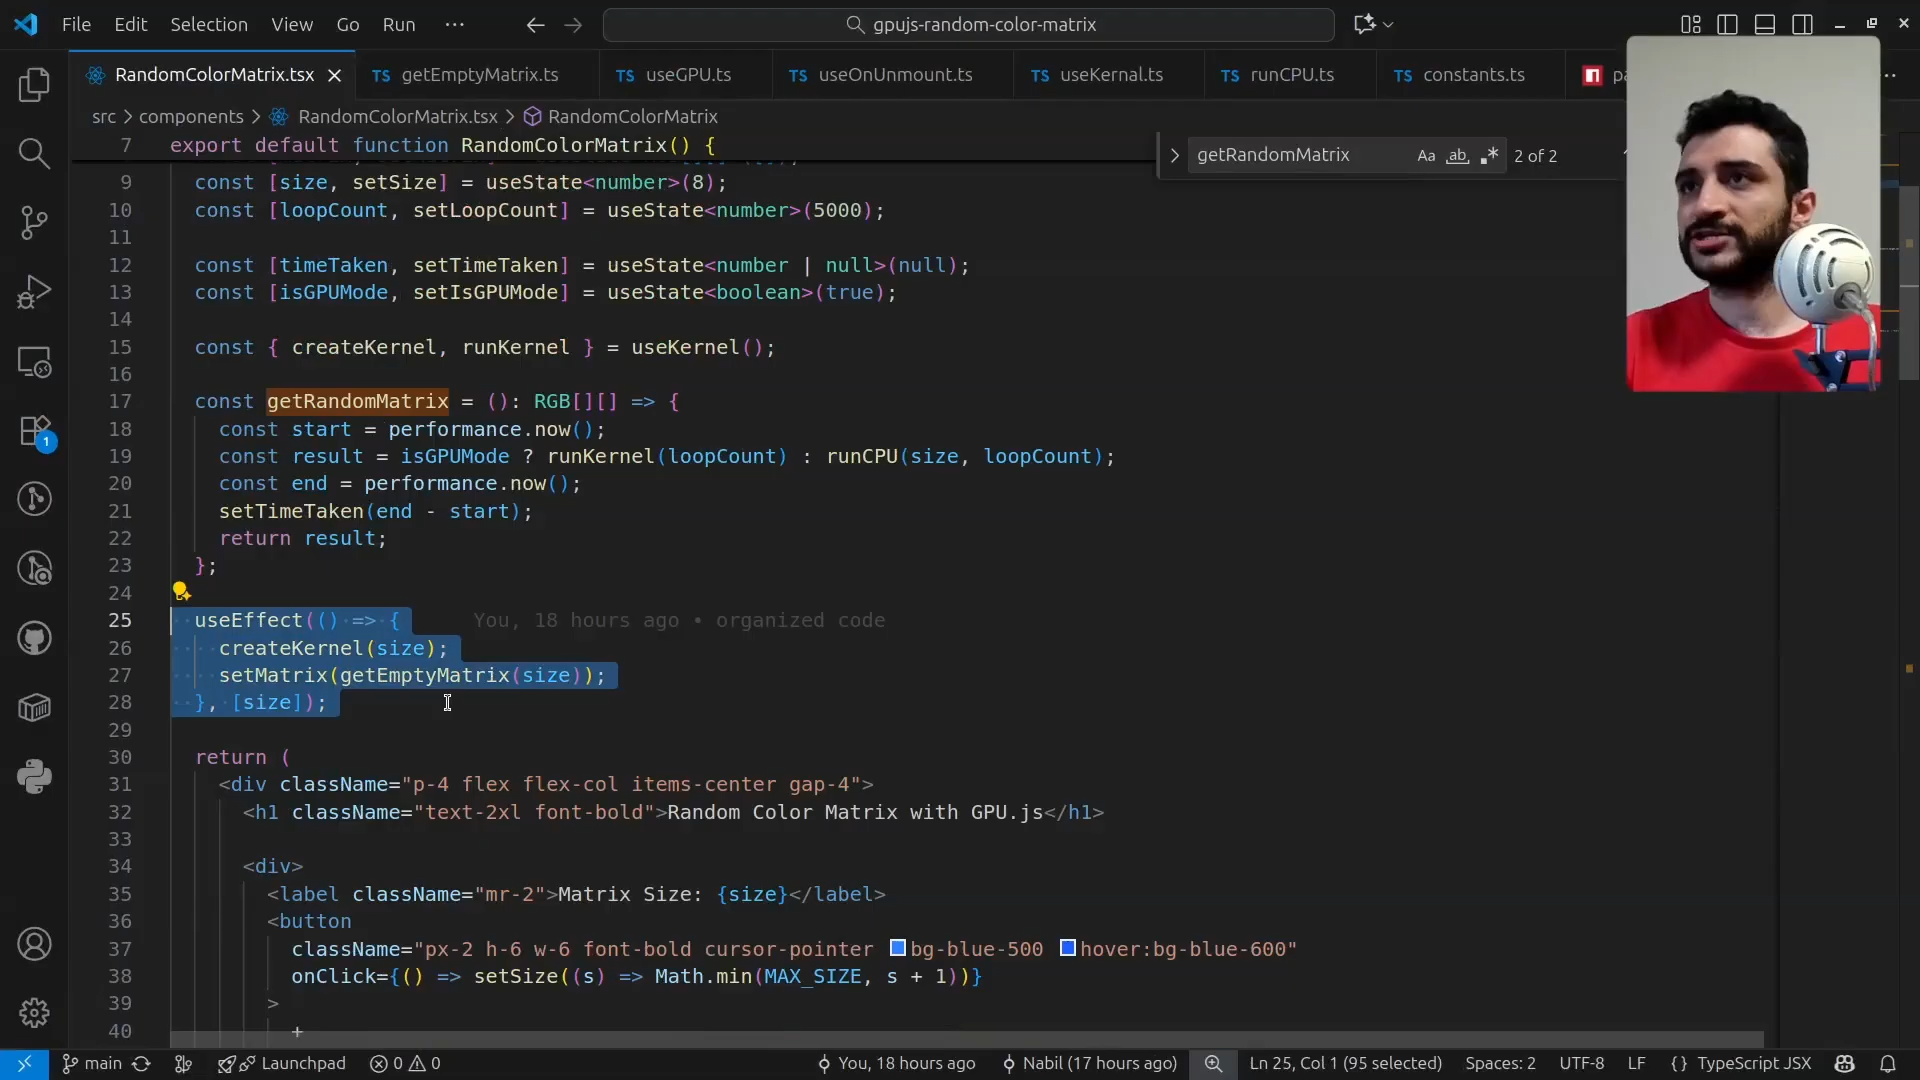 File Edit Selection View Go Run ··· gpujs-random-color-matrix
RandomColorMatrix.tsx TS getEmptyMatrix.ts TS useGPU.ts TS useOnUnmount.ts TS useKernel.ts TS runCPU.ts TS constants.ts
src > components > RandomColorMatrix.tsx > RandomColorMatrix
getRandomMatrix Aa ab 2 of 2
7 export default function RandomColorMatrix() {
9 const [size, setSize] = useState<number>(8);
10 const [loopCount, setLoopCount] = useState<number>(5000);
11
12 const [timeTaken, setTimeTaken] = useState<number | null>(null);
13 const [isGPUMode, setIsGPUMode] = useState<boolean>(true);
14
15 const { createKernel, runKernel } = useKernel();
16
17 const getRandomMatrix = (): RGB[][] => {
18 const start = performance.now();
19 const result = isGPUMode ? runKernel(loopCount) : runCPU(size, loopCount);
20 const end = performance.now();
21 setTimeTaken(end - start);
22 return result;
23 };
24
25 useEffect(() => { You, 18 hours ago • organized code
26 createKernel(size);
27 setMatrix(getEmptyMatrix(size));
28 }, [size]);
29
30 return (
31 <div className="p-4 flex flex-col items-center gap-4">
32 <h1 className="text-2xl font-bold">Random Color Matrix with GPU.js</h1>
33
34 <div>
35 <label className="mr-2">Matrix Size: {size}</label>
36 <button
37 className="px-2 h-6 w-6 font-bold cursor-pointer bg-blue-500 hover:bg-blue-600"
38 onClick={() => setSize((s) => Math.min(MAX_SIZE, s + 1))}
39 >
40 +
1
main Launchpad 0 0 You, 18 hours ago Nabil (17 hours ago) Ln 25, Col 1 (95 selected) Spaces: 2 UTF-8 LF {} TypeScript JSX